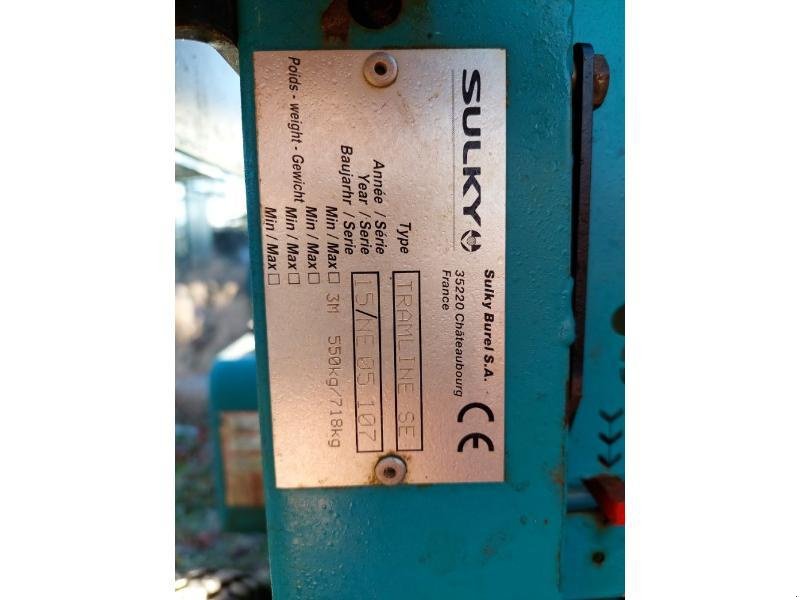 SULKY
Sulky Burel S.A.
35220 Châteaubourg
France
CE
Type TRAMLINE SE
Année / Série
Year / Serie
Baujarhr / Serie
15/NE 05 107
Poids - weight - Gewicht
Min / Max 3M 550kg/718kg
Min / Max
Min / Max
Min / Max